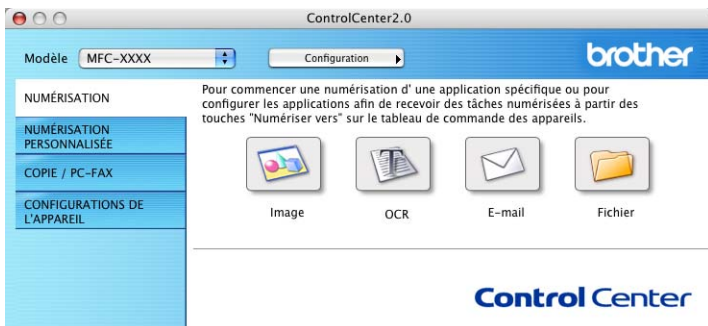 ControlCenter2.0
Modèle MFC-XXXX Configuration brother
NUMÉRISATION
NUMÉRISATION
PERSONNALISÉE
COPIE / PC-FAX
CONFIGURATIONS DE
L'APPAREIL
Pour commencer une numérisation d' une application spécifique ou pour
configurer les applications afin de recevoir des tâches numérisées à partir des
touches "Numériser vers" sur le tableau de commande des appareils.
Image OCR E-mail Fichier
Control Center